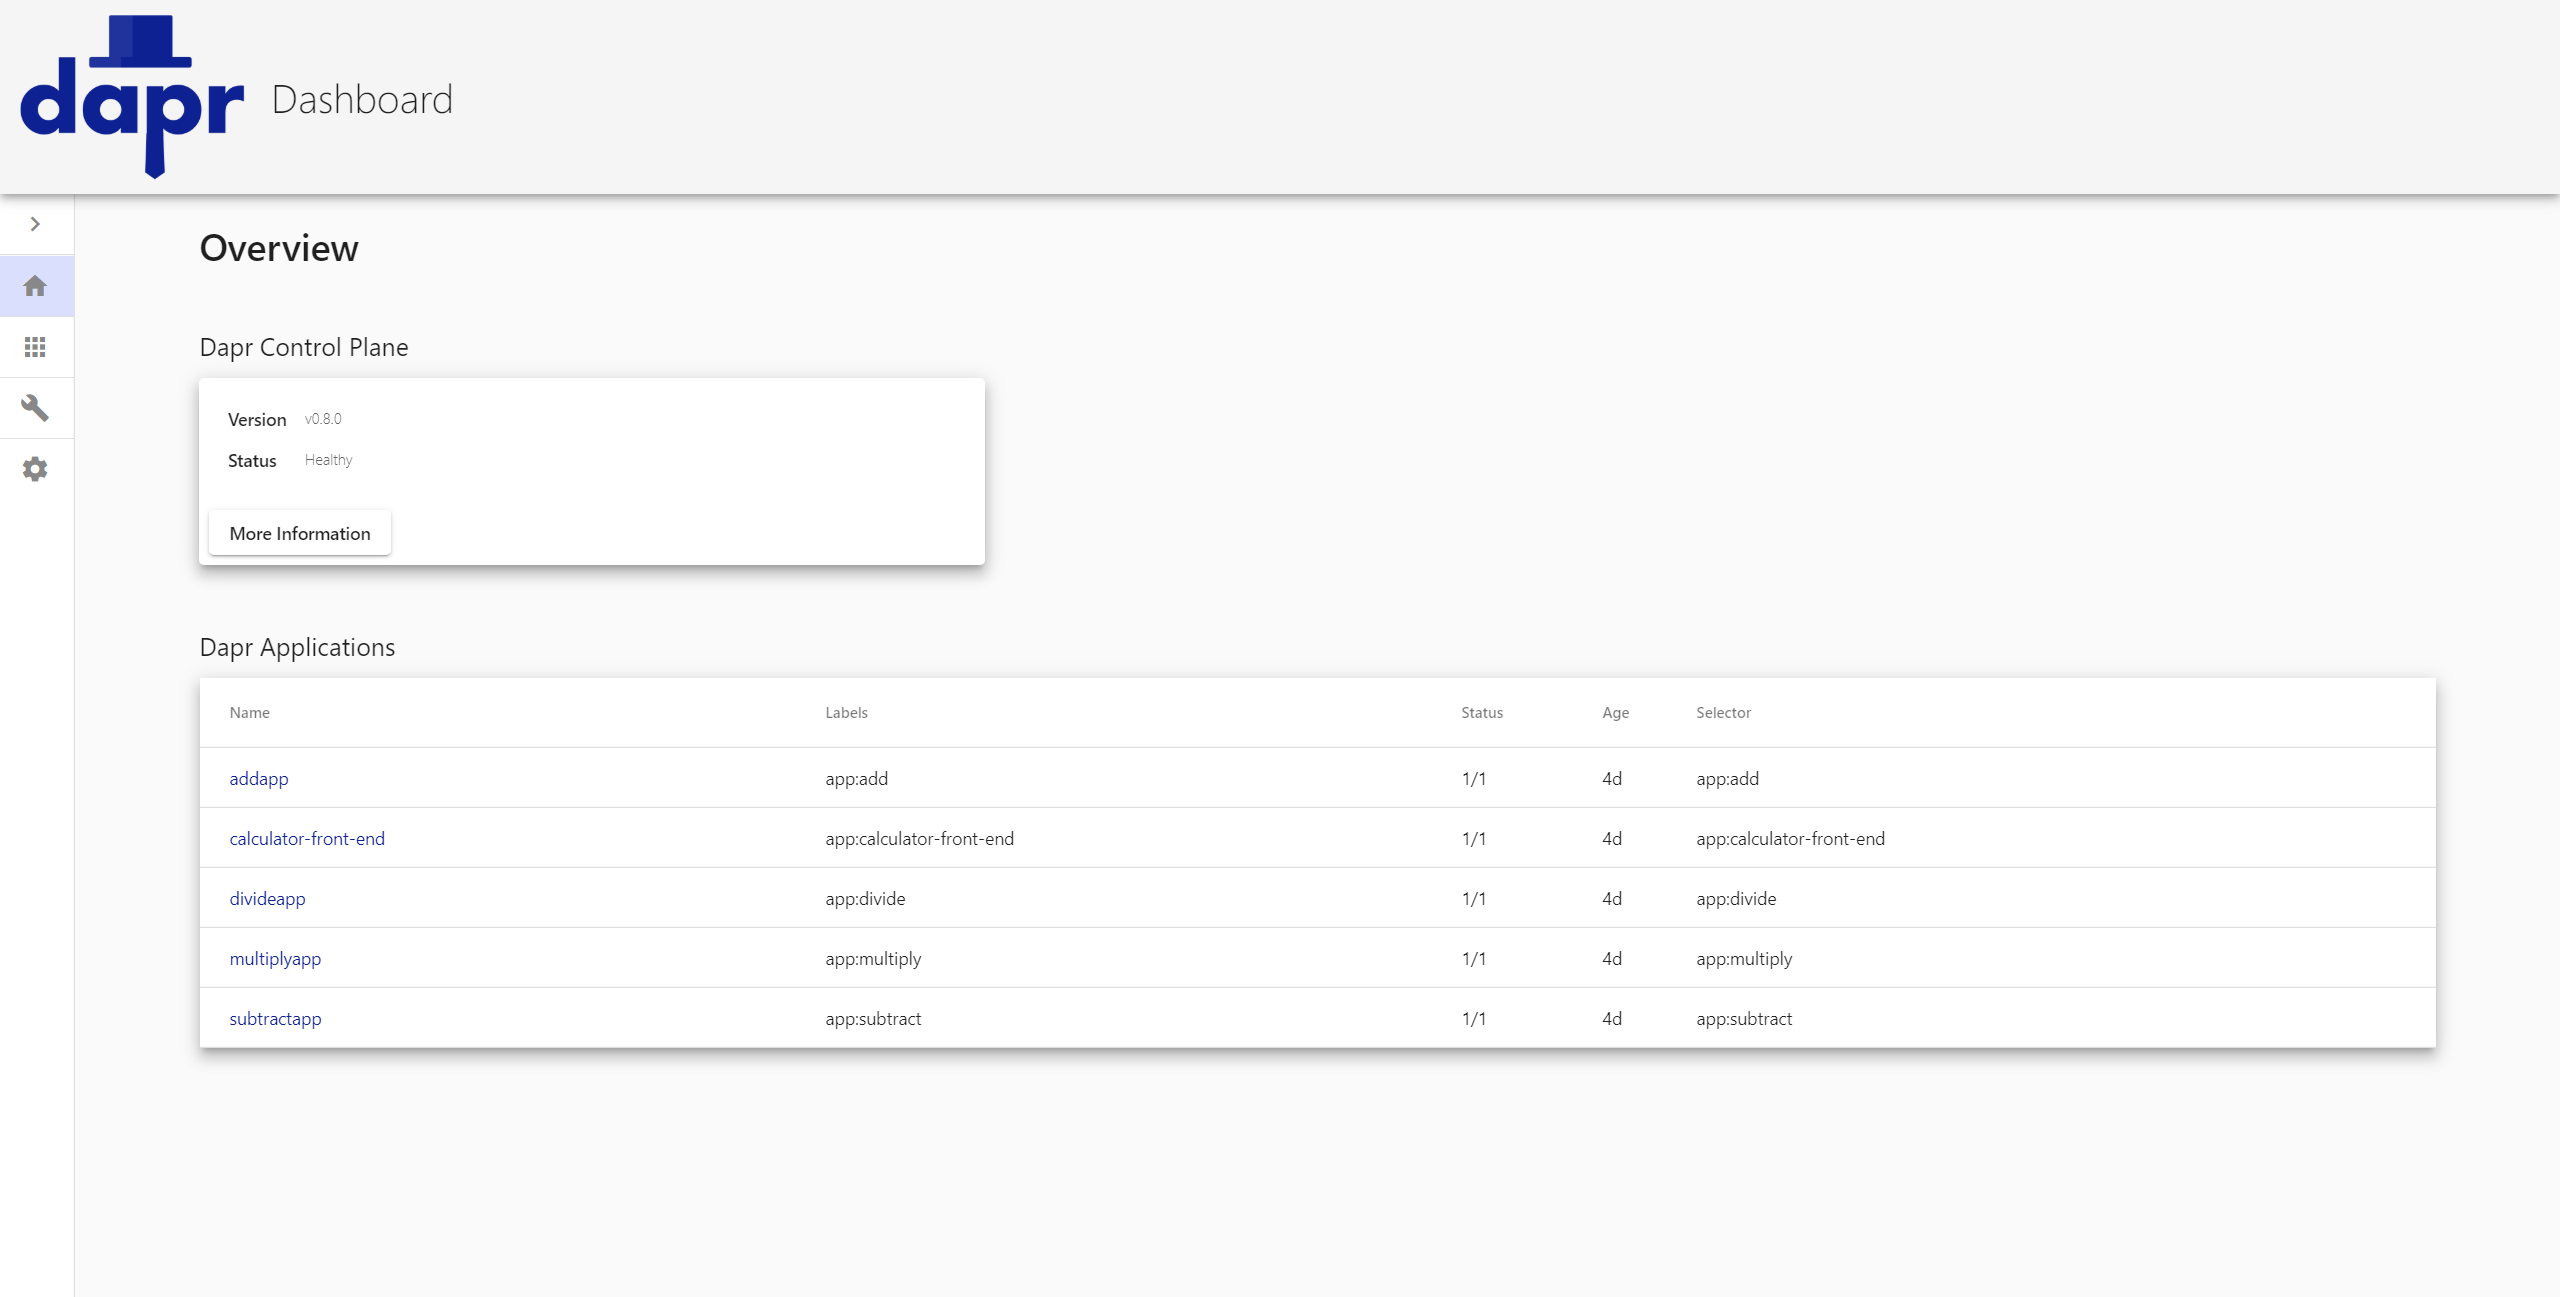 dapr Dashboard
Overview
Dapr Control Plane
Version v0.8.0
Status Healthy
More Information
Dapr Applications
Name Labels Status Age Selector
addapp app:add 1/1 4d app:add
calculator-front-end app:calculator-front-end 1/1 4d app:calculator-front-end
divideapp app:divide 1/1 4d app:divide
multiplyapp app:multiply 1/1 4d app:multiply
subtractapp app:subtract 1/1 4d app:subtract